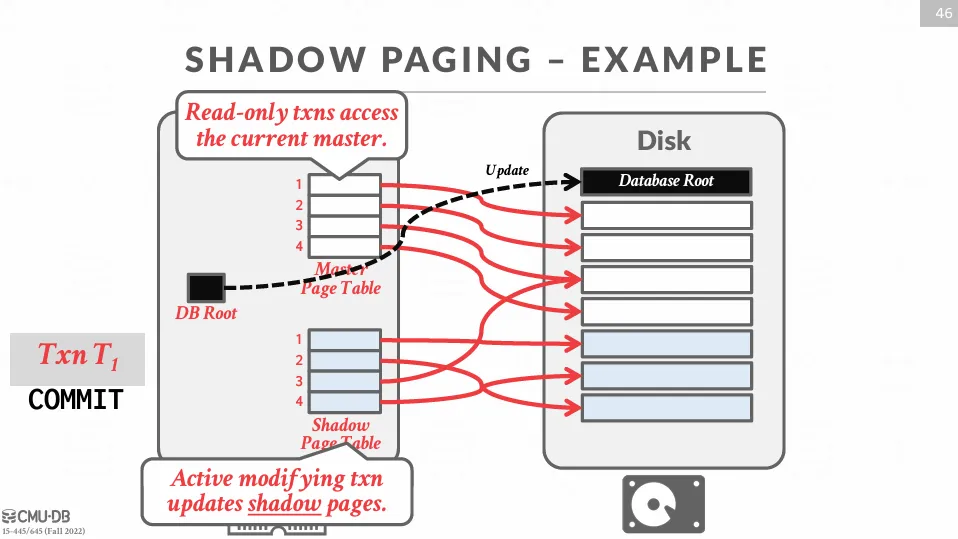 46
SHADOW PAGING – EXAMPLE
Read-only txns access
the current master.
Disk
Update
Database Root
1
2
3
4
Master
Page Table
DB Root
Txn T1
COMMIT
1
2
3
4
Shadow
Page Table
Active modifying txn
updates shadow pages.
CMU·DB
15-445/645 (Fall 2022)